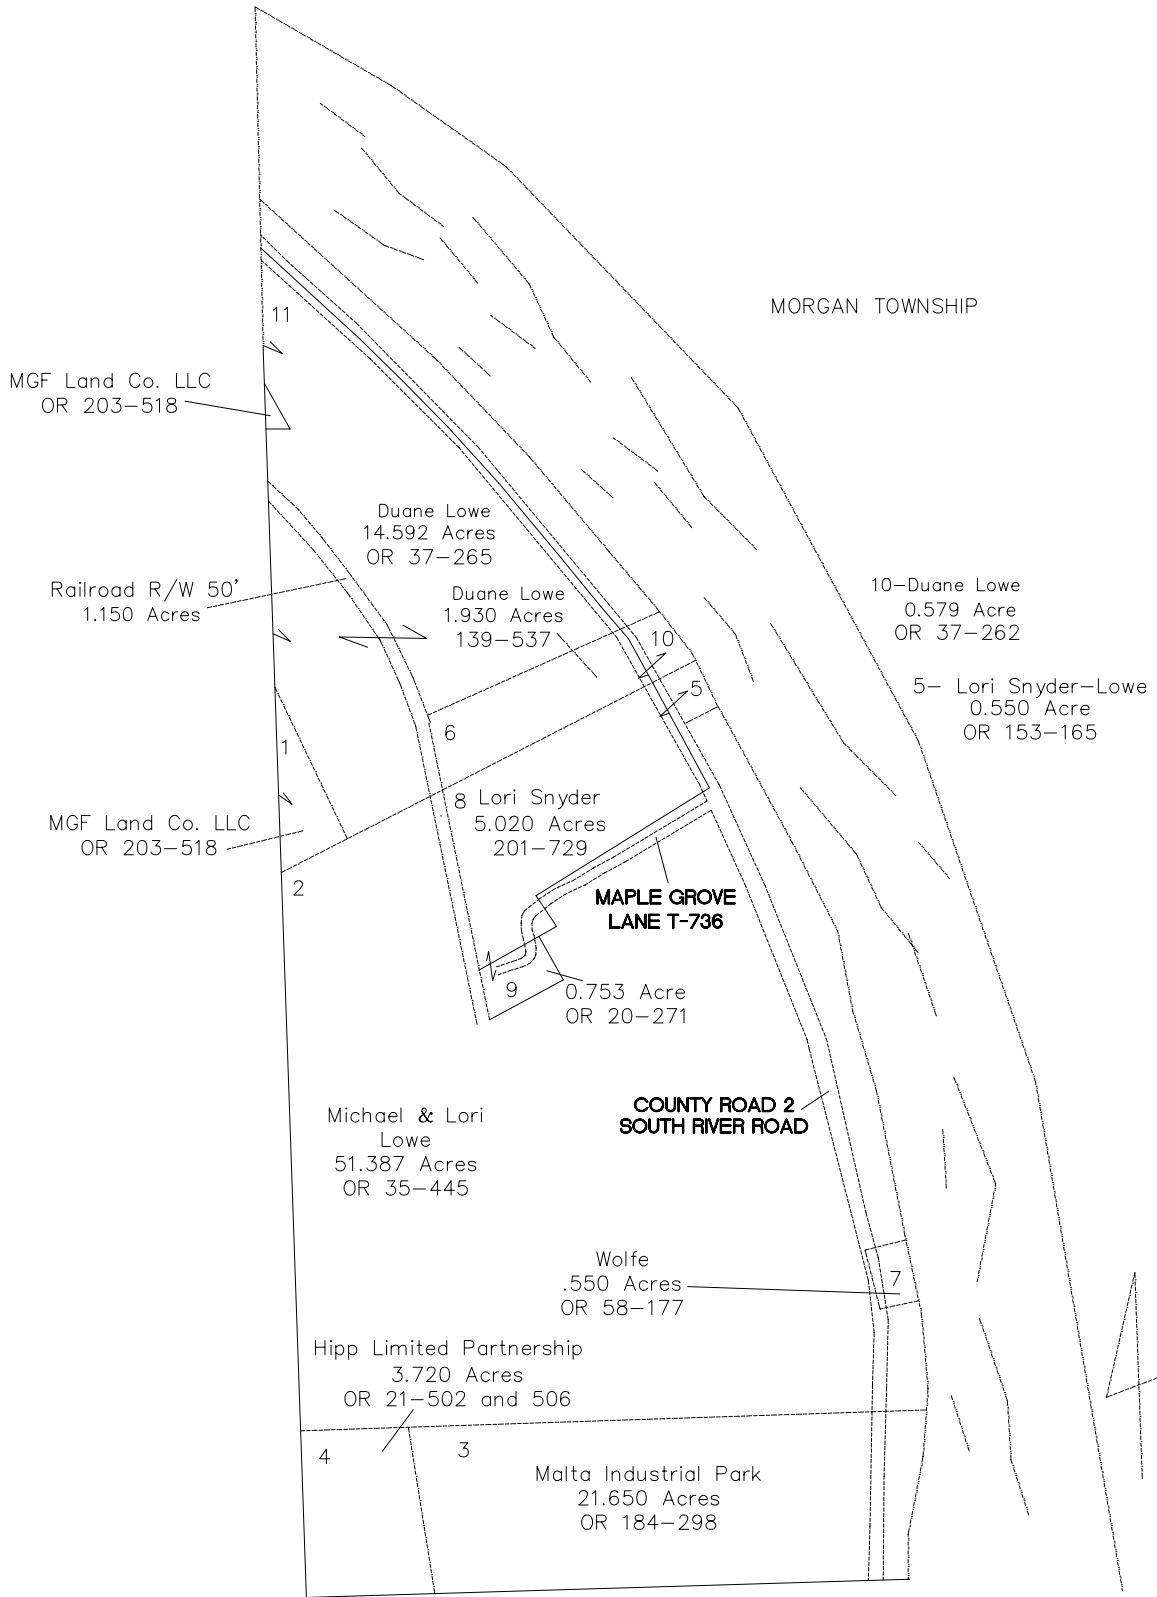 MORGAN TOWNSHIP
11
MGF Land Co. LLC
OR 203-518
Duane Lowe
14.592 Acres
OR 37-265
Railroad R/W 50'
1.150 Acres
Duane Lowe
1.930 Acres
139-537
10-Duane Lowe
0.579 Acre
OR 37-262
10
5
5- Lori Snyder-Lowe
0.550 Acre
OR 153-165
6
1
8
Lori Snyder
5.020 Acres
201-729
MGF Land Co. LLC
OR 203-518
2
MAPLE GROVE
LANE T-736
9
0.753 Acre
OR 20-271
Michael & Lori
Lowe
51.387 Acres
OR 35-445
COUNTY ROAD 2
SOUTH RIVER ROAD
Wolfe
.550 Acres
OR 58-177
7
Hipp Limited Partnership
3.720 Acres
OR 21-502 and 506
4
3
Malta Industrial Park
21.650 Acres
OR 184-298